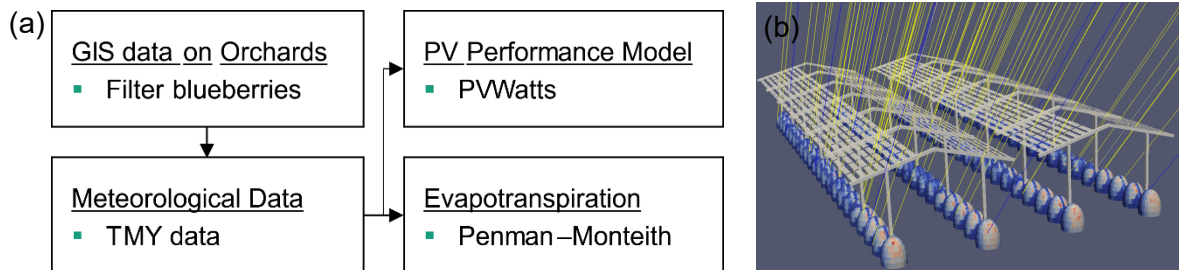 (a)
GIS data on Orchards
▪ Filter blueberries
PV Performance Model
▪ PVWatts
Meteorological Data
▪ TMY data
Evapotranspiration
▪ Penman–Monteith
(b)